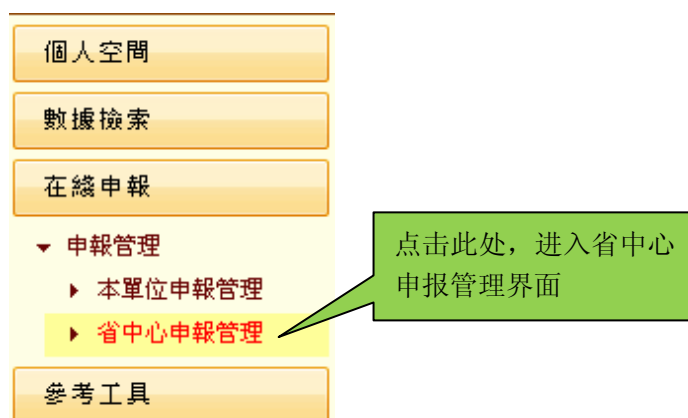 個人空間
數據檢索
在綫申報
申報管理
本單位申報管理
省中心申報管理
參考工具
点击此处，进入省中心
申报管理界面